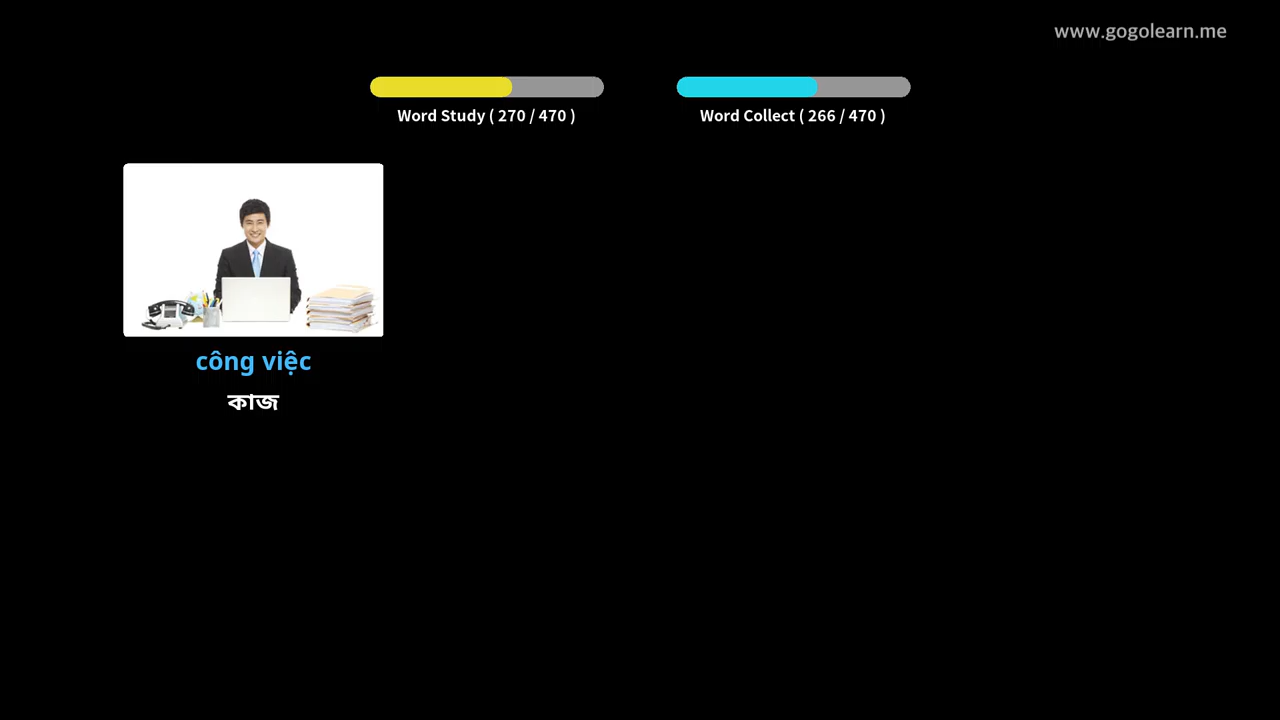 www.gogolearn.me
Word Study ( 270 / 470 )
Word Collect ( 266 / 470 )
công việc
কাজ